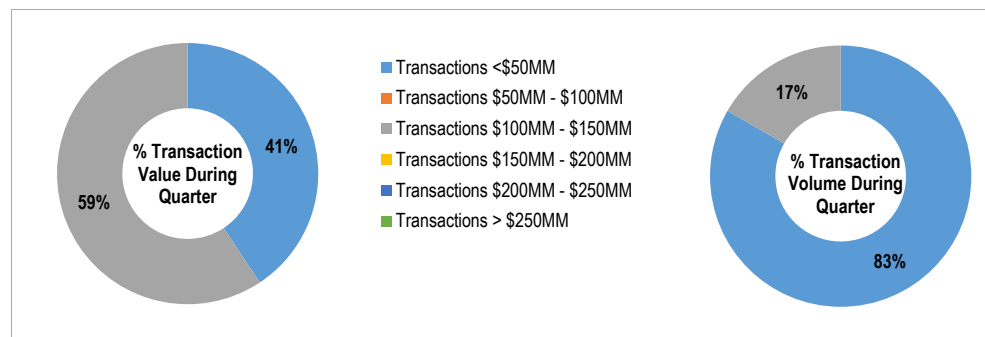 41%
59%
% Transaction
Value During
Quarter
Transactions <$50MM
Transactions $50MM - $100MM
Transactions $100MM - $150MM
Transactions $150MM - $200MM
Transactions $200MM - $250MM
Transactions > $250MM
17%
83%
% Transaction
Volume During
Quarter